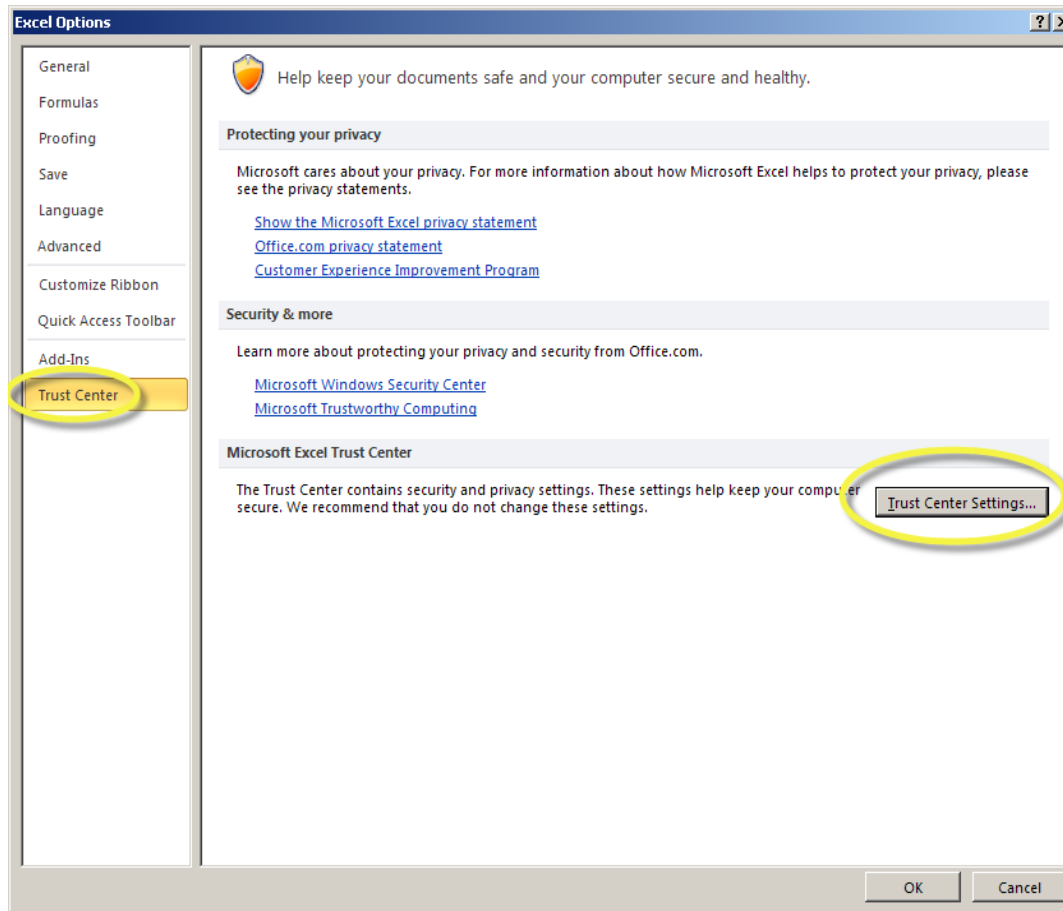 Excel Options
General
Formulas
Proofing
Save
Language
Advanced
Customize Ribbon
Quick Access Toolbar
Add-Ins
Trust Center
Help keep your documents safe and your computer secure and healthy.
Protecting your privacy
Microsoft cares about your privacy. For more information about how Microsoft Excel helps to protect your privacy, please
see the privacy statements.
Show the Microsoft Excel privacy statement
Office.com privacy statement
Customer Experience Improvement Program
Security & more
Learn more about protecting your privacy and security from Office.com.
Microsoft Windows Security Center
Microsoft Trustworthy Computing
Microsoft Excel Trust Center
The Trust Center contains security and privacy settings. These settings help keep your computer
secure. We recommend that you do not change these settings.
Trust Center Settings...
OK
Cancel